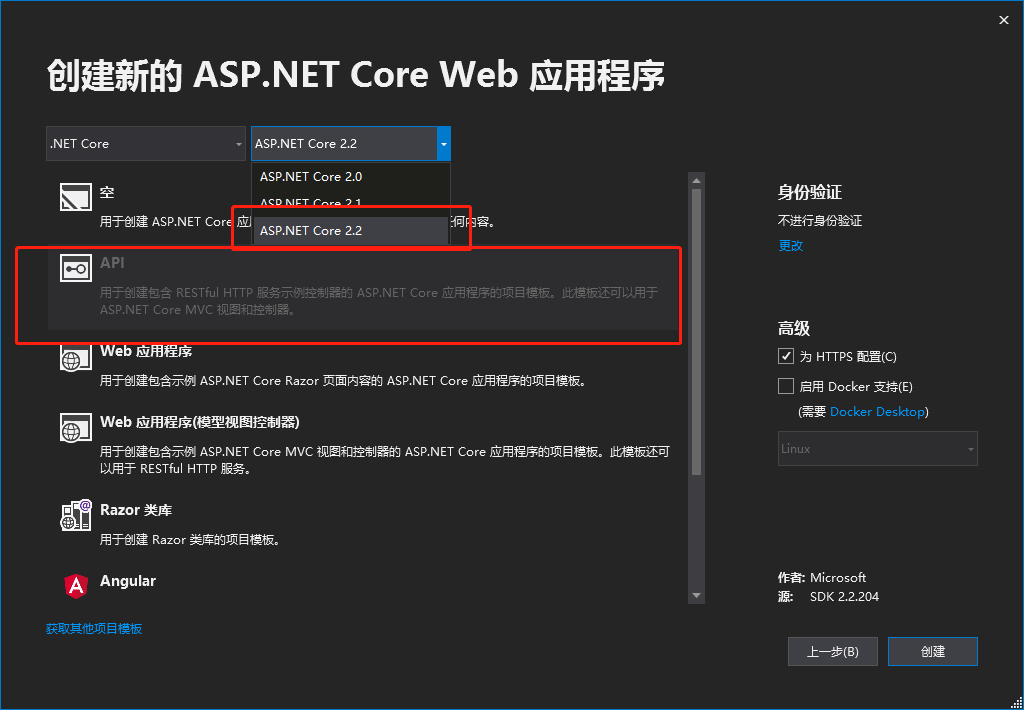 创建新的 ASP.NET Core Web 应用程序
.NET Core
ASP.NET Core 2.2
ASP.NET Core 2.0
ASP.NET Core 2.1
ASP.NET Core 2.2
空
用于创建 ASP.NET Core 应
何内容。
API
用于创建包含 RESTful HTTP 服务示例控制器的 ASP.NET Core 应用程序的项目模板。此模板还可以用于
ASP.NET Core MVC 视图和控制器。
Web 应用程序
用于创建包含示例 ASP.NET Core Razor 页面内容的 ASP.NET Core 应用程序的项目模板。
Web 应用程序(模型视图控制器)
用于创建包含示例 ASP.NET Core MVC 视图和控制器的 ASP.NET Core 应用程序的项目模板。此模板还可
以用于 RESTful HTTP 服务。
Razor 类库
用于创建 Razor 类库的项目模板。
Angular
获取其他项目模板
身份验证
不进行身份验证
更改
高级
为 HTTPS 配置(C)
启用 Docker 支持(E)
(需要 Docker Desktop)
Linux
作者: Microsoft
源: SDK 2.2.204
上一步(B)
创建